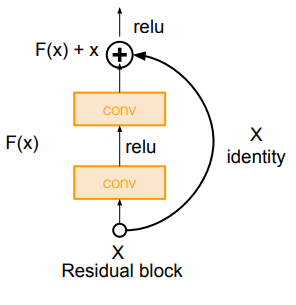 relu
F(x) + x
conv
F(x)
relu
X
identity
conv
X
Residual block